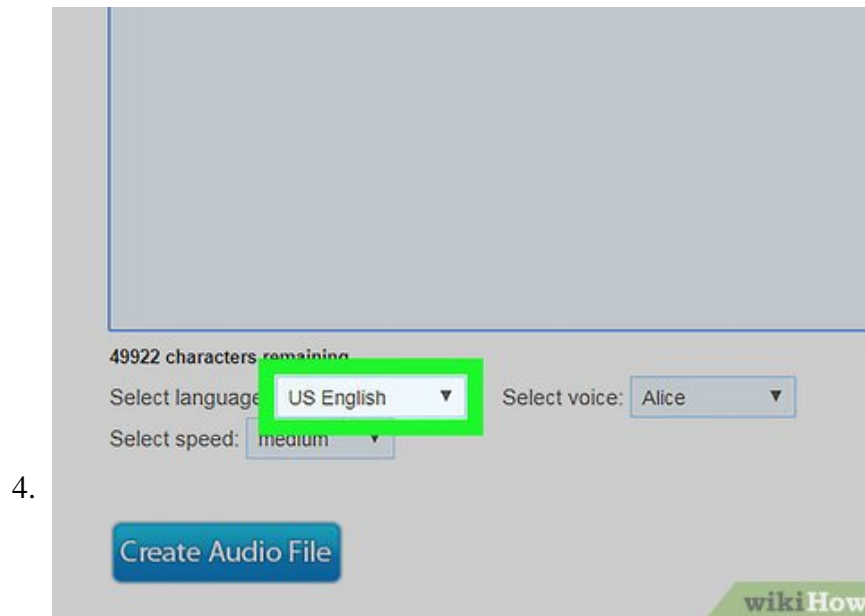 49922 characters remaining
Select language US English Select voice: Alice
Select speed: medium
4.
Create Audio File
wikiHow